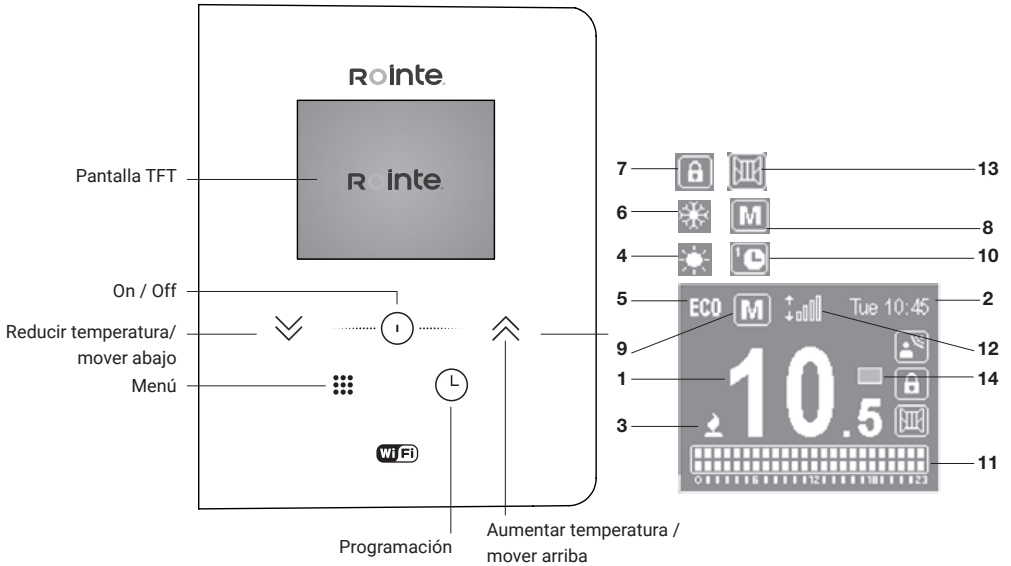 Rointe
Pantalla TFT
Rointe
On / Off
Reducir temperatura/
mover abajo
Menú
WiFi
Programación
Aumentar temperatura /
mover arriba
7
13
6
M
8
4
1
10
5
ECO
M
Tue 10:45
2
9
12
1
10.5
14
3
11
0 6 12 18 23